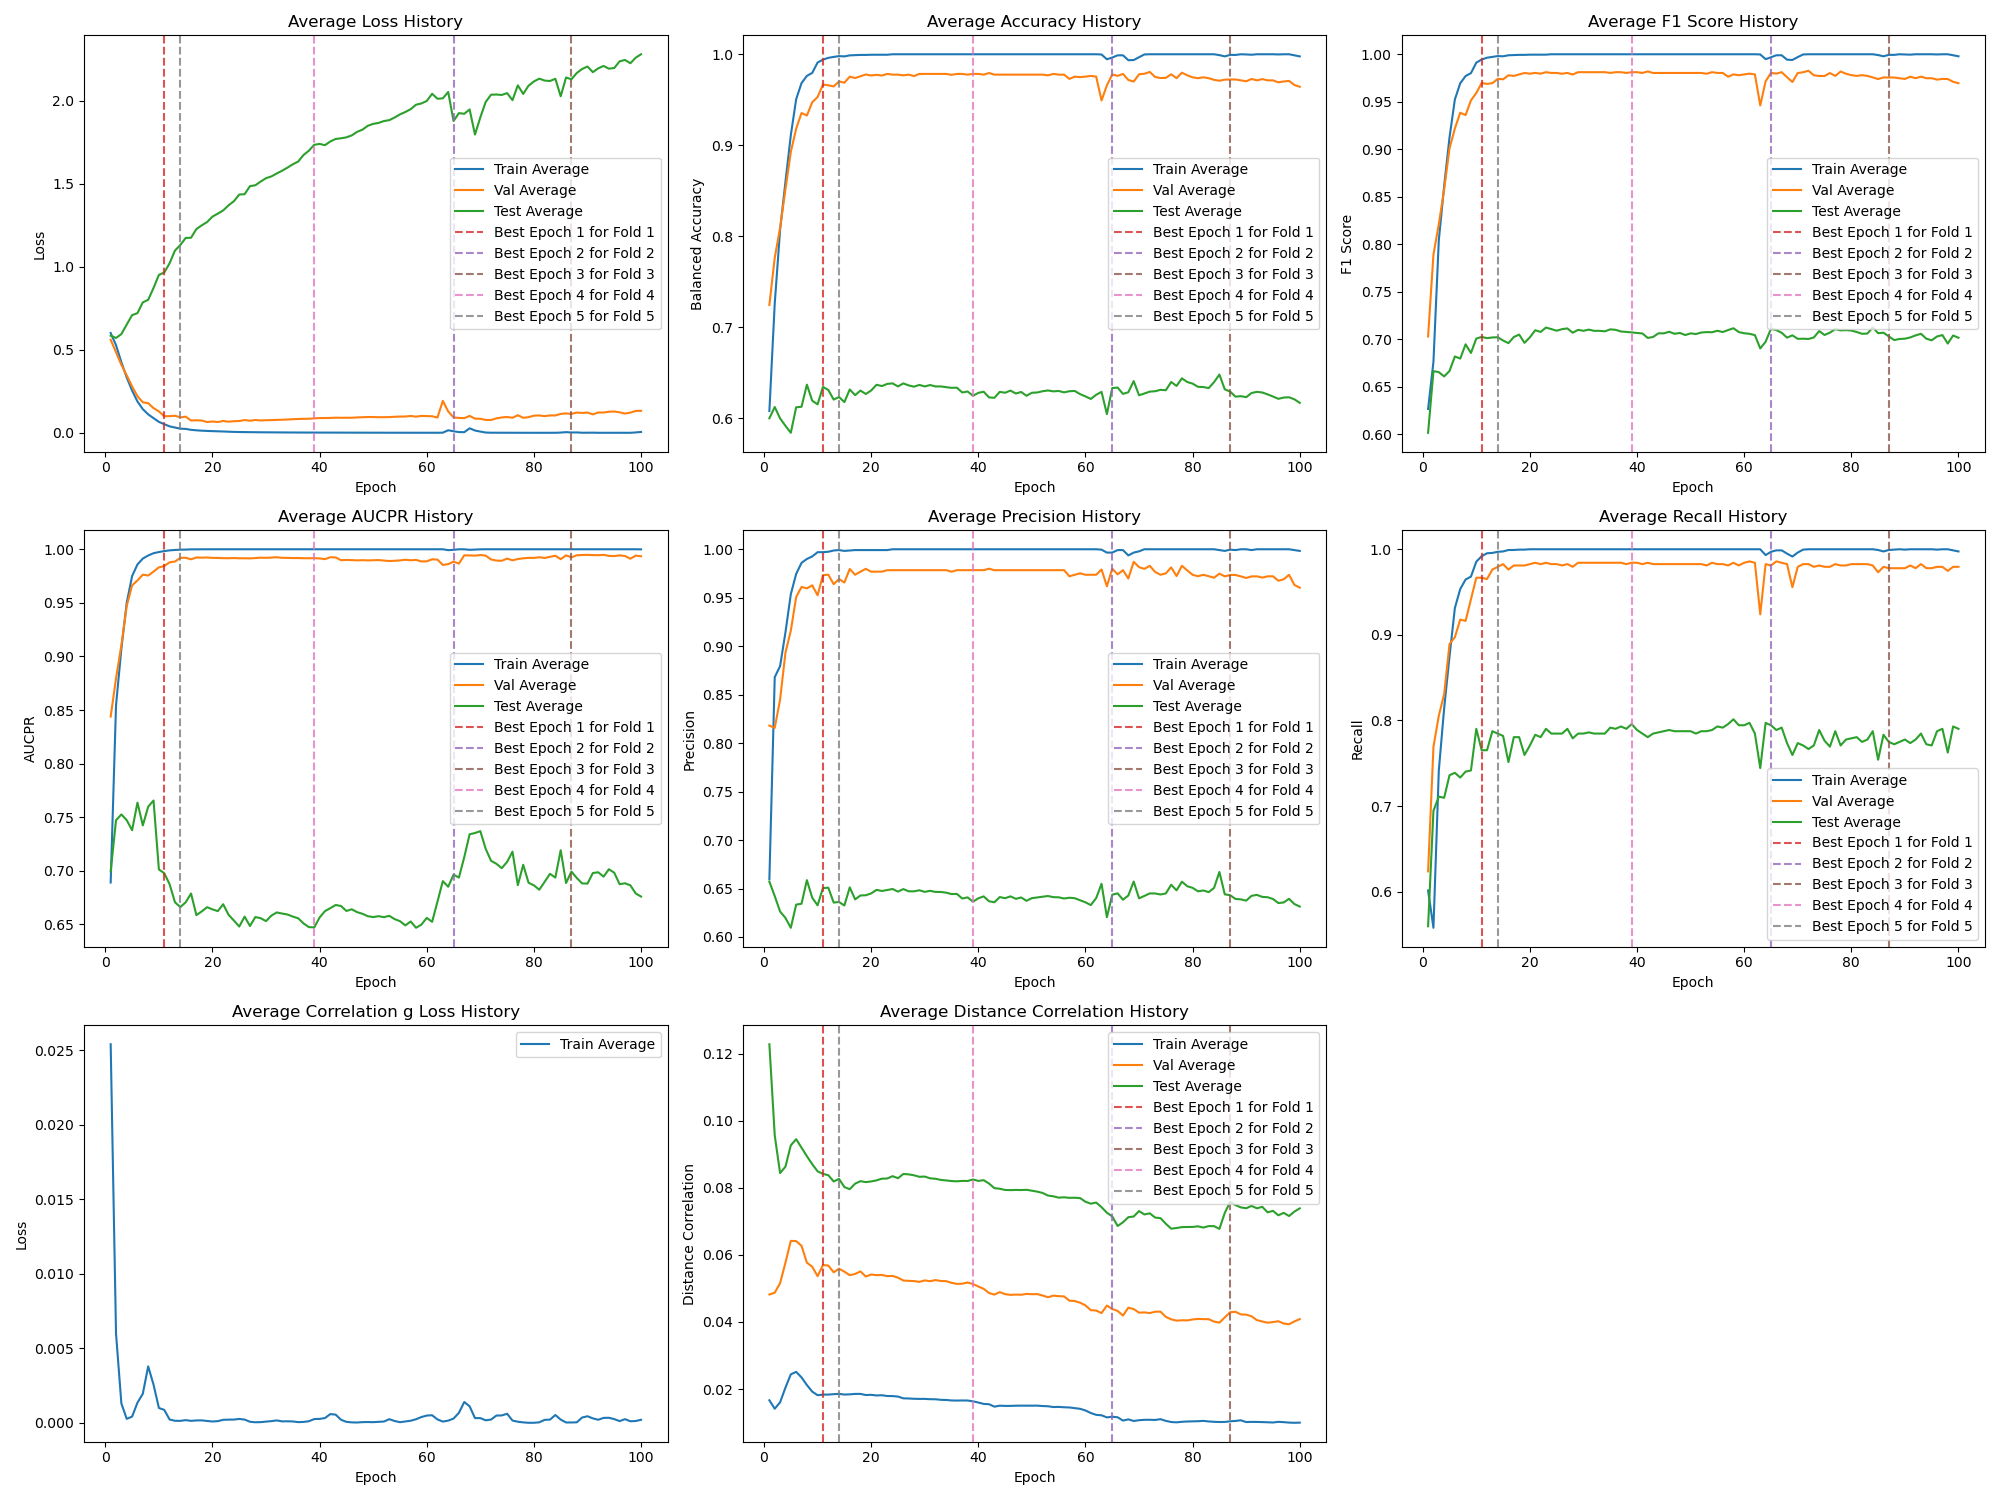 Average Loss History
Loss
2.0
1.5
1.0
0.5
0.0
0 20 40 60 80 100
Epoch
Train Average
Val Average
Test Average
Best Epoch 1 for Fold 1
Best Epoch 2 for Fold 2
Best Epoch 3 for Fold 3
Best Epoch 4 for Fold 4
Best Epoch 5 for Fold 5
Average Accuracy History
Balanced Accuracy
1.0
0.9
0.8
0.7
0.6
0 20 40 60 80 100
Epoch
Train Average
Val Average
Test Average
Best Epoch 1 for Fold 1
Best Epoch 2 for Fold 2
Best Epoch 3 for Fold 3
Best Epoch 4 for Fold 4
Best Epoch 5 for Fold 5
Average F1 Score History
F1 Score
1.00
0.95
0.90
0.85
0.80
0.75
0.70
0.65
0.60
0 20 40 60 80 100
Epoch
Train Average
Val Average
Test Average
Best Epoch 1 for Fold 1
Best Epoch 2 for Fold 2
Best Epoch 3 for Fold 3
Best Epoch 4 for Fold 4
Best Epoch 5 for Fold 5
Average AUCPR History
AUCPR
1.00
0.95
0.90
0.85
0.80
0.75
0.70
0.65
0 20 40 60 80 100
Epoch
Train Average
Val Average
Test Average
Best Epoch 1 for Fold 1
Best Epoch 2 for Fold 2
Best Epoch 3 for Fold 3
Best Epoch 4 for Fold 4
Best Epoch 5 for Fold 5
Average Precision History
Precision
1.00
0.95
0.90
0.85
0.80
0.75
0.70
0.65
0.60
0 20 40 60 80 100
Epoch
Train Average
Val Average
Test Average
Best Epoch 1 for Fold 1
Best Epoch 2 for Fold 2
Best Epoch 3 for Fold 3
Best Epoch 4 for Fold 4
Best Epoch 5 for Fold 5
Average Recall History
Recall
1.0
0.9
0.8
0.7
0.6
0 20 40 60 80 100
Epoch
Train Average
Val Average
Test Average
Best Epoch 1 for Fold 1
Best Epoch 2 for Fold 2
Best Epoch 3 for Fold 3
Best Epoch 4 for Fold 4
Best Epoch 5 for Fold 5
Average Correlation g Loss History
Loss
0.025
0.020
0.015
0.010
0.005
0.000
0 20 40 60 80 100
Epoch
Train Average
Average Distance Correlation History
Distance Correlation
0.12
0.10
0.08
0.06
0.04
0.02
0 20 40 60 80 100
Epoch
Train Average
Val Average
Test Average
Best Epoch 1 for Fold 1
Best Epoch 2 for Fold 2
Best Epoch 3 for Fold 3
Best Epoch 4 for Fold 4
Best Epoch 5 for Fold 5